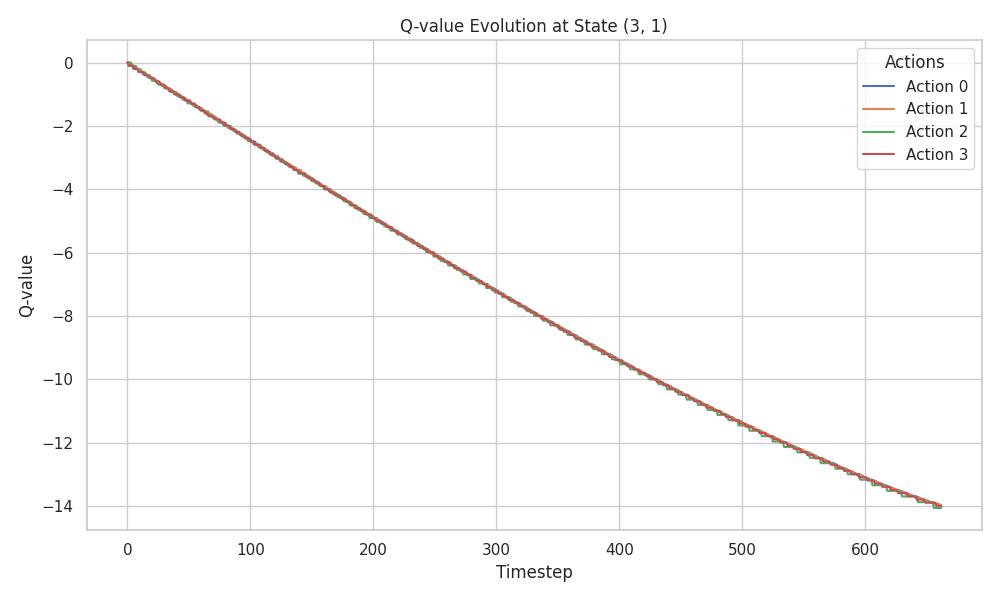 Q-value Evolution at State (3, 1)
Actions
Action 0
Action 1
Action 2
Action 3
Q-value
0
−2
−4
−6
−8
−10
−12
−14
0 100 200 300 400 500 600
Timestep